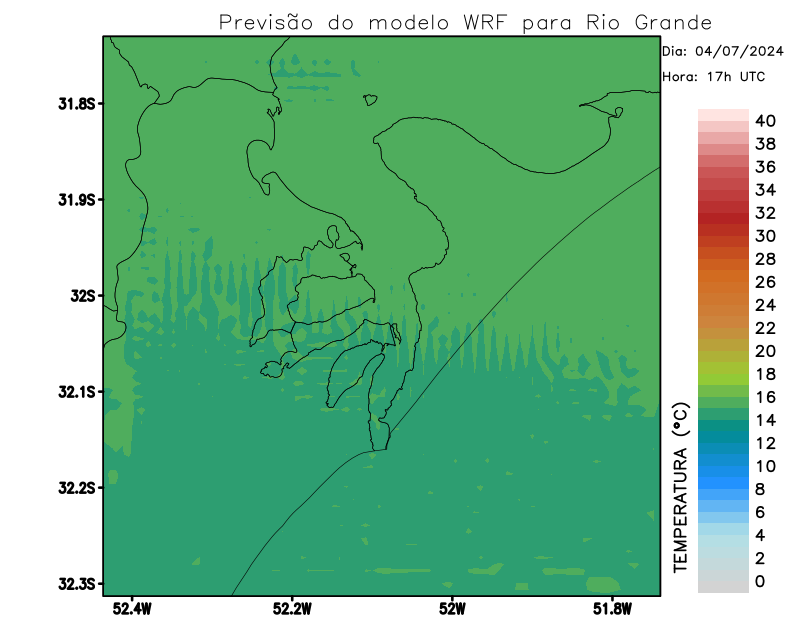 Previsão do modelo WRF para Rio Grande
Dia: 04/07/2024
Hora: 17h UTC
31.8S
31.9S
32S
32.1S
32.2S
32.3S
52.4W
52.2W
52W
51.8W
TEMPERATURA (°C)
40
38
36
34
32
30
28
26
24
22
20
18
16
14
12
10
8
6
4
2
0